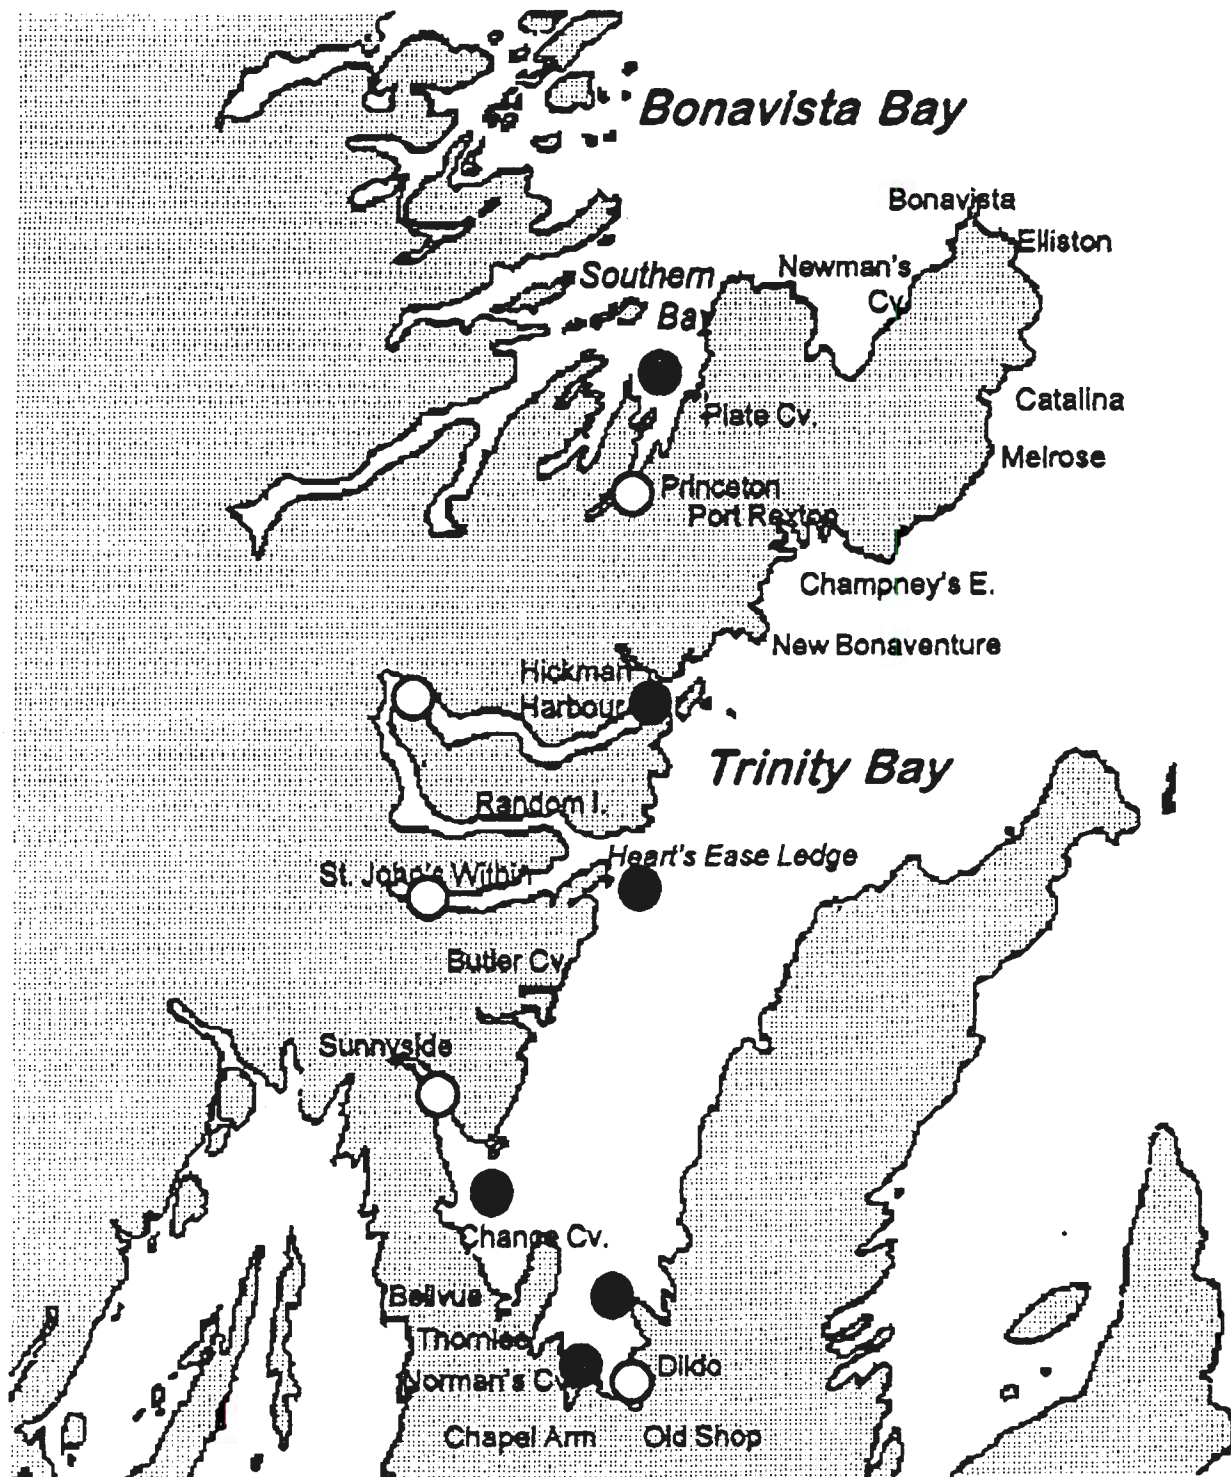 Bonavista Bay
Bonavista
Elliston
Southern
Bay
Newman's
Cv.
Catalina
Plate Cv.
Melrose
Princeton
Port Rexton
Champney's E.
New Bonaventure
Hickman
Harbour
Trinity Bay
Random I.
Heart's Ease Ledge
St. John's Within
Butler Cv.
Sunnyside
Chance Cv.
Bellvue
Thornlea
Norman's Cv.
Dildo
Chapel Arm
Old Shop